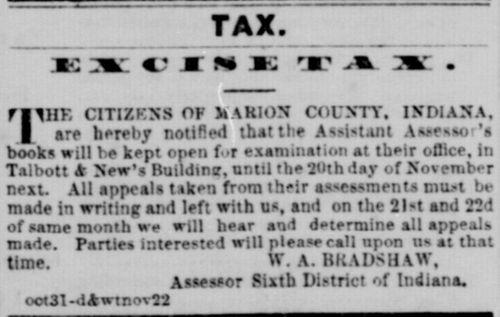 TAX.
EXCISE TAX.
THE CITIZENS OF MARION COUNTY, INDIANA,
are hereby notified that the Assistant Assessor's
books will be kept open for examination at their office, in
Talbott & New's Building, until the 20th day of November
next. All appeals taken from their assessments must be
made in writing and left with us, and on the 21st and 22d
of same month we will hear and determine all appeals
made. Parties interested will please call upon us at that
time. W. A. BRADSHAW,
Assessor Sixth District of Indiana.
oct31-d&wtnov22